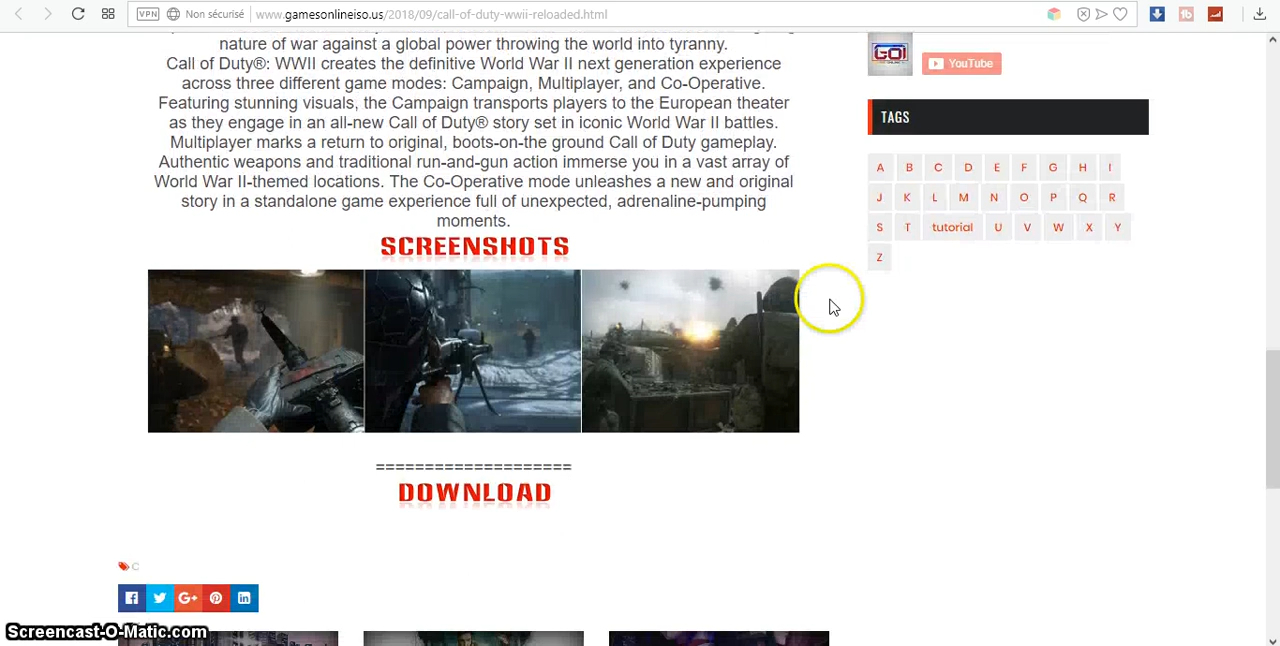 VPN Non sécurisé www.gamesonlineiso.us/2018/09/call-of-duty-wwii-reloaded.html
nature of war against a global power throwing the world into tyranny.
Call of Duty®: WWII creates the definitive World War II next generation experience
across three different game modes: Campaign, Multiplayer, and Co-Operative.
Featuring stunning visuals, the Campaign transports players to the European theater
as they engage in an all-new Call of Duty® story set in iconic World War II battles.
Multiplayer marks a return to original, boots-on-the ground Call of Duty gameplay.
Authentic weapons and traditional run-and-gun action immerse you in a vast array of
World War II-themed locations. The Co-Operative mode unleashes a new and original
story in a standalone game experience full of unexpected, adrenaline-pumping
moments.
SCREENSHOTS
====================
DOWNLOAD
C
GO!
YouTube
TAGS
A B C D E F G H I
J K L M N O P Q R
S T tutorial U V W X Y
Z
Screencast-O-Matic.com